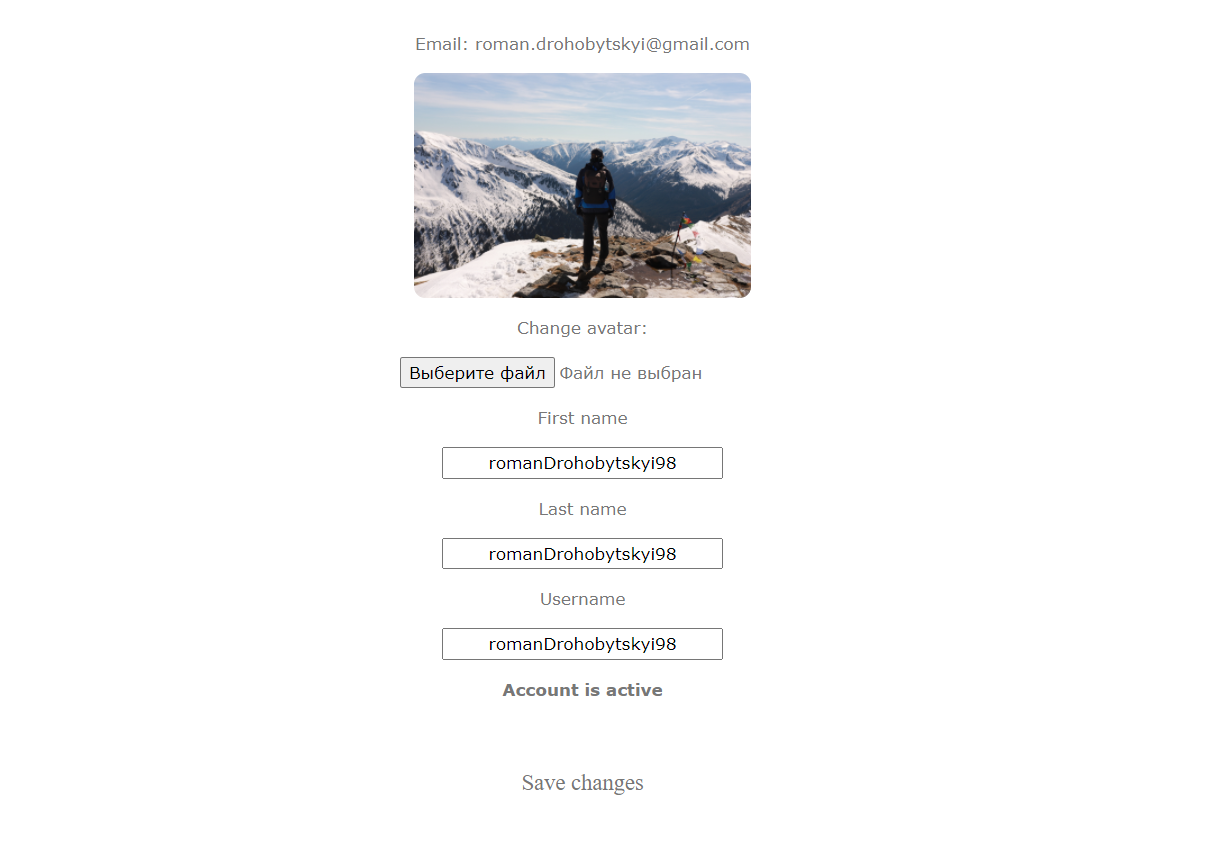 Email: roman.drohobytskyi@gmail.com
Change avatar:
Выберите файл Файл не выбран
First name
romanDrohobytskyi98
Last name
romanDrohobytskyi98
Username
romanDrohobytskyi98
Account is active
Save changes